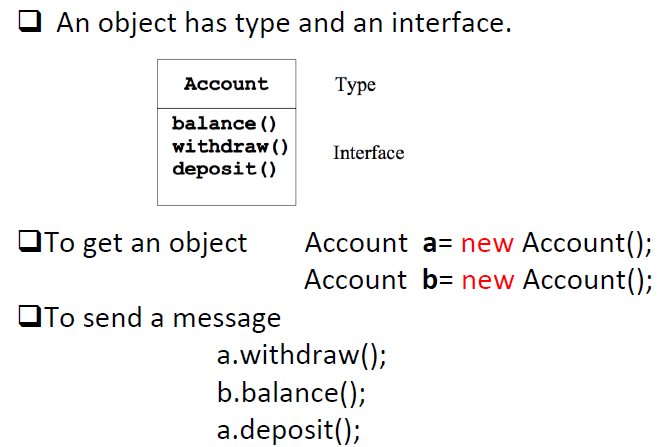 ❑ An object has type and an interface.
Account Type
balance()
withdraw() Interface
deposit()
❑To get an object Account a= new Account();
Account b= new Account();
❑To send a message
a.withdraw();
b.balance();
a.deposit();